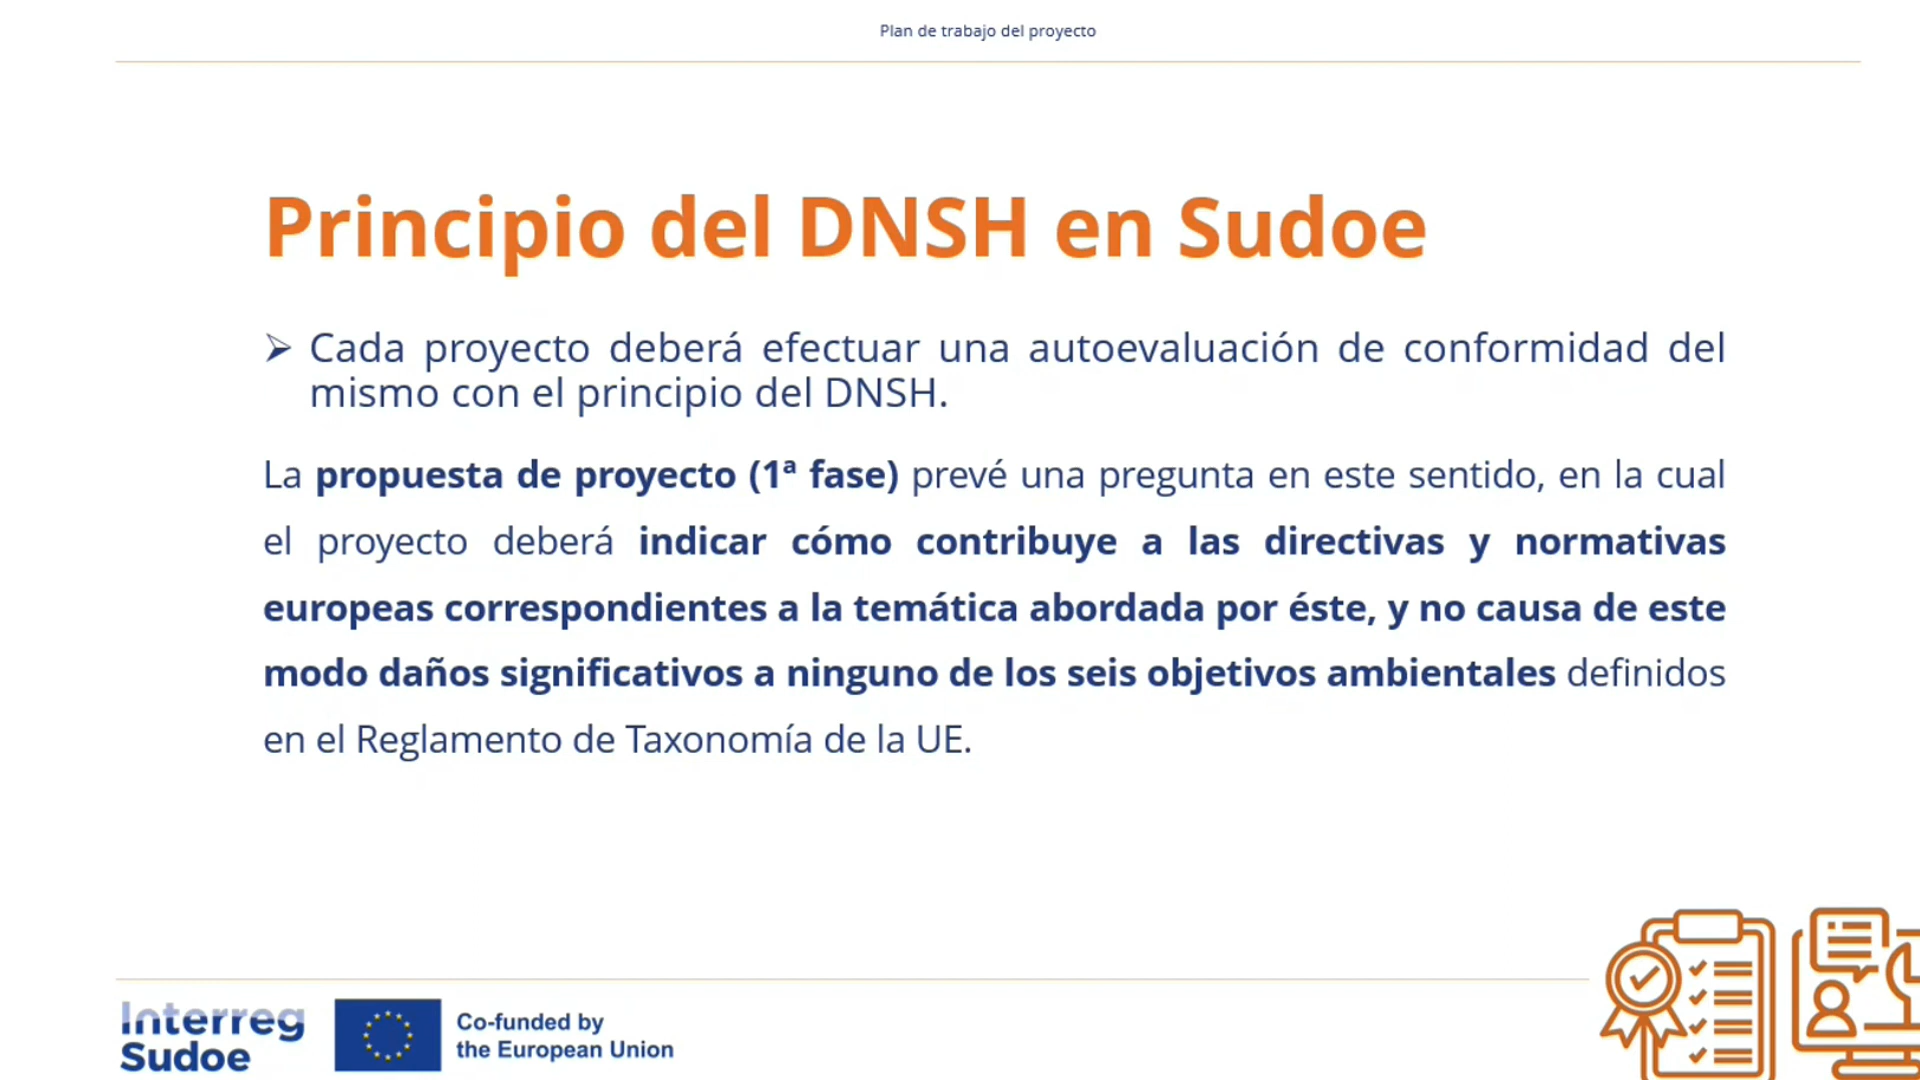 Plan de trabajo del proyecto
Principio del DNSH en Sudoe
➢ Cada proyecto deberá efectuar una autoevaluación de conformidad del
mismo con el principio del DNSH.
La propuesta de proyecto (1ª fase) prevé una pregunta en este sentido, en la cual
el proyecto deberá indicar cómo contribuye a las directivas y normativas
europeas correspondientes a la temática abordada por éste, y no causa de este
modo daños significativos a ninguno de los seis objetivos ambientales definidos
en el Reglamento de Taxonomía de la UE.
Interreg
Sudoe
Co-funded by
the European Union